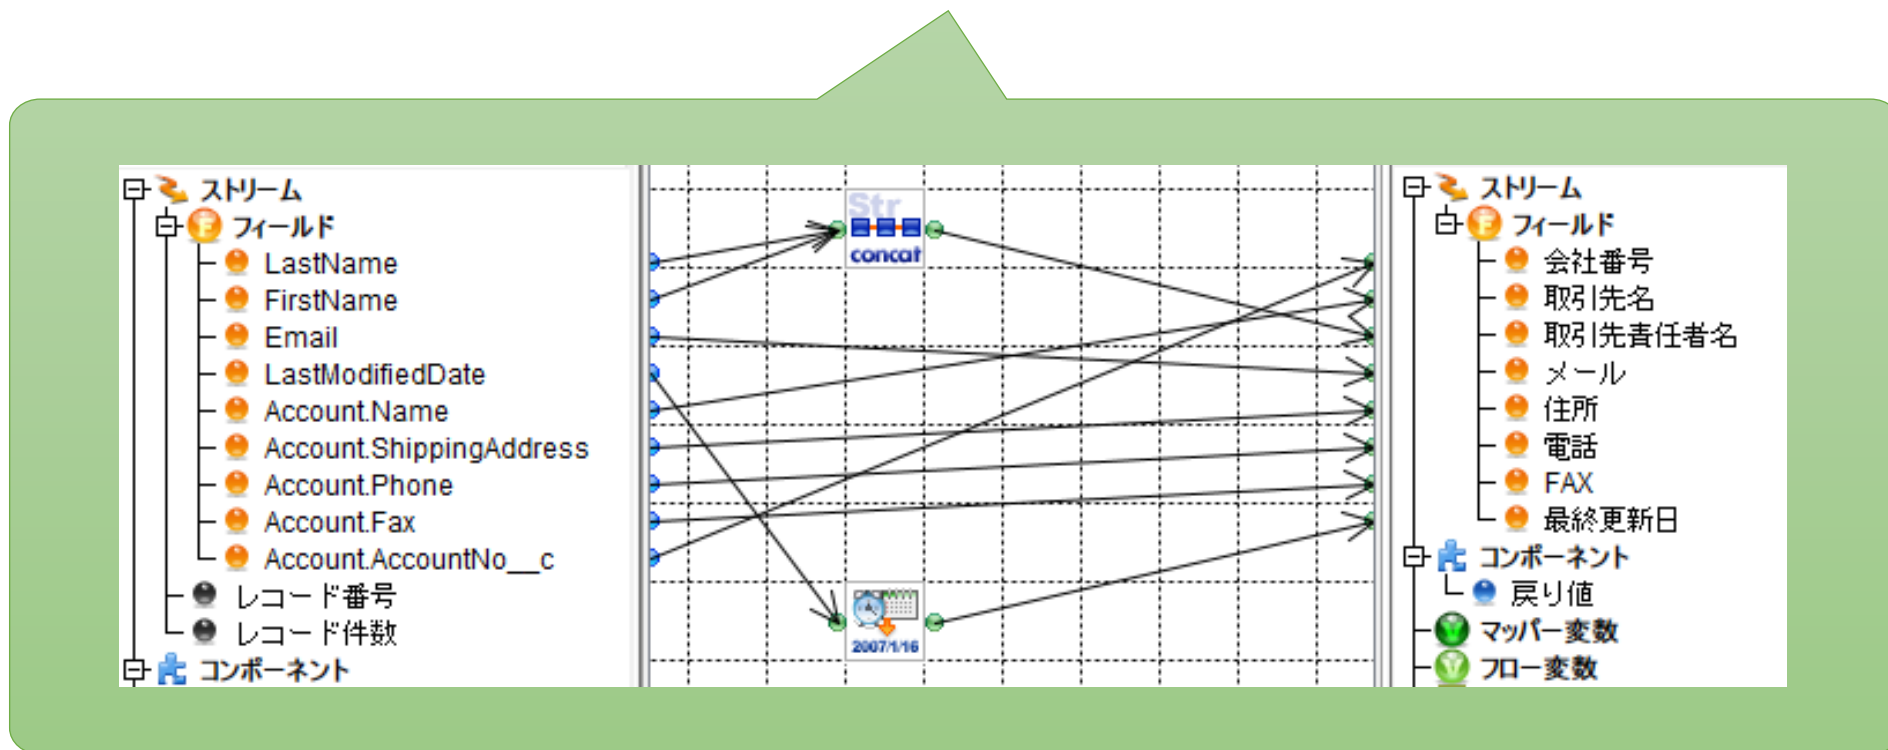 ストリーム
フィールド
LastName
FirstName
Email
LastModifiedDate
Account.Name
Account.ShippingAddress
Account.Phone
Account.Fax
Account.AccountNo__c
レコード番号
レコード件数
コンポーネント
Str
concat
2007/1/16
ストリーム
フィールド
会社番号
取引先名
取引先責任者名
メール
住所
電話
FAX
最終更新日
コンポーネント
戻り値
マッパー変数
フロー変数